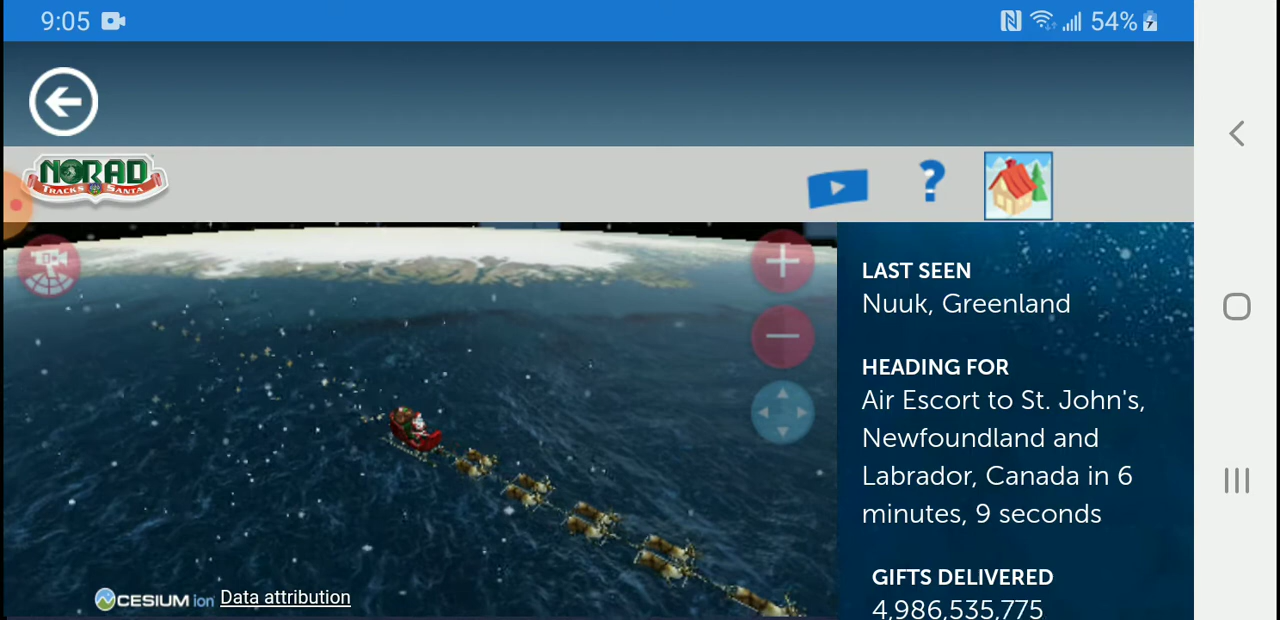 9:05
54%
NORAD
TRACKS SANTA
?
LAST SEEN
Nuuk, Greenland
HEADING FOR
Air Escort to St. John's,
Newfoundland and
Labrador, Canada in 6
minutes, 9 seconds
GIFTS DELIVERED
4,986,535,775
CESIUM ion Data attribution